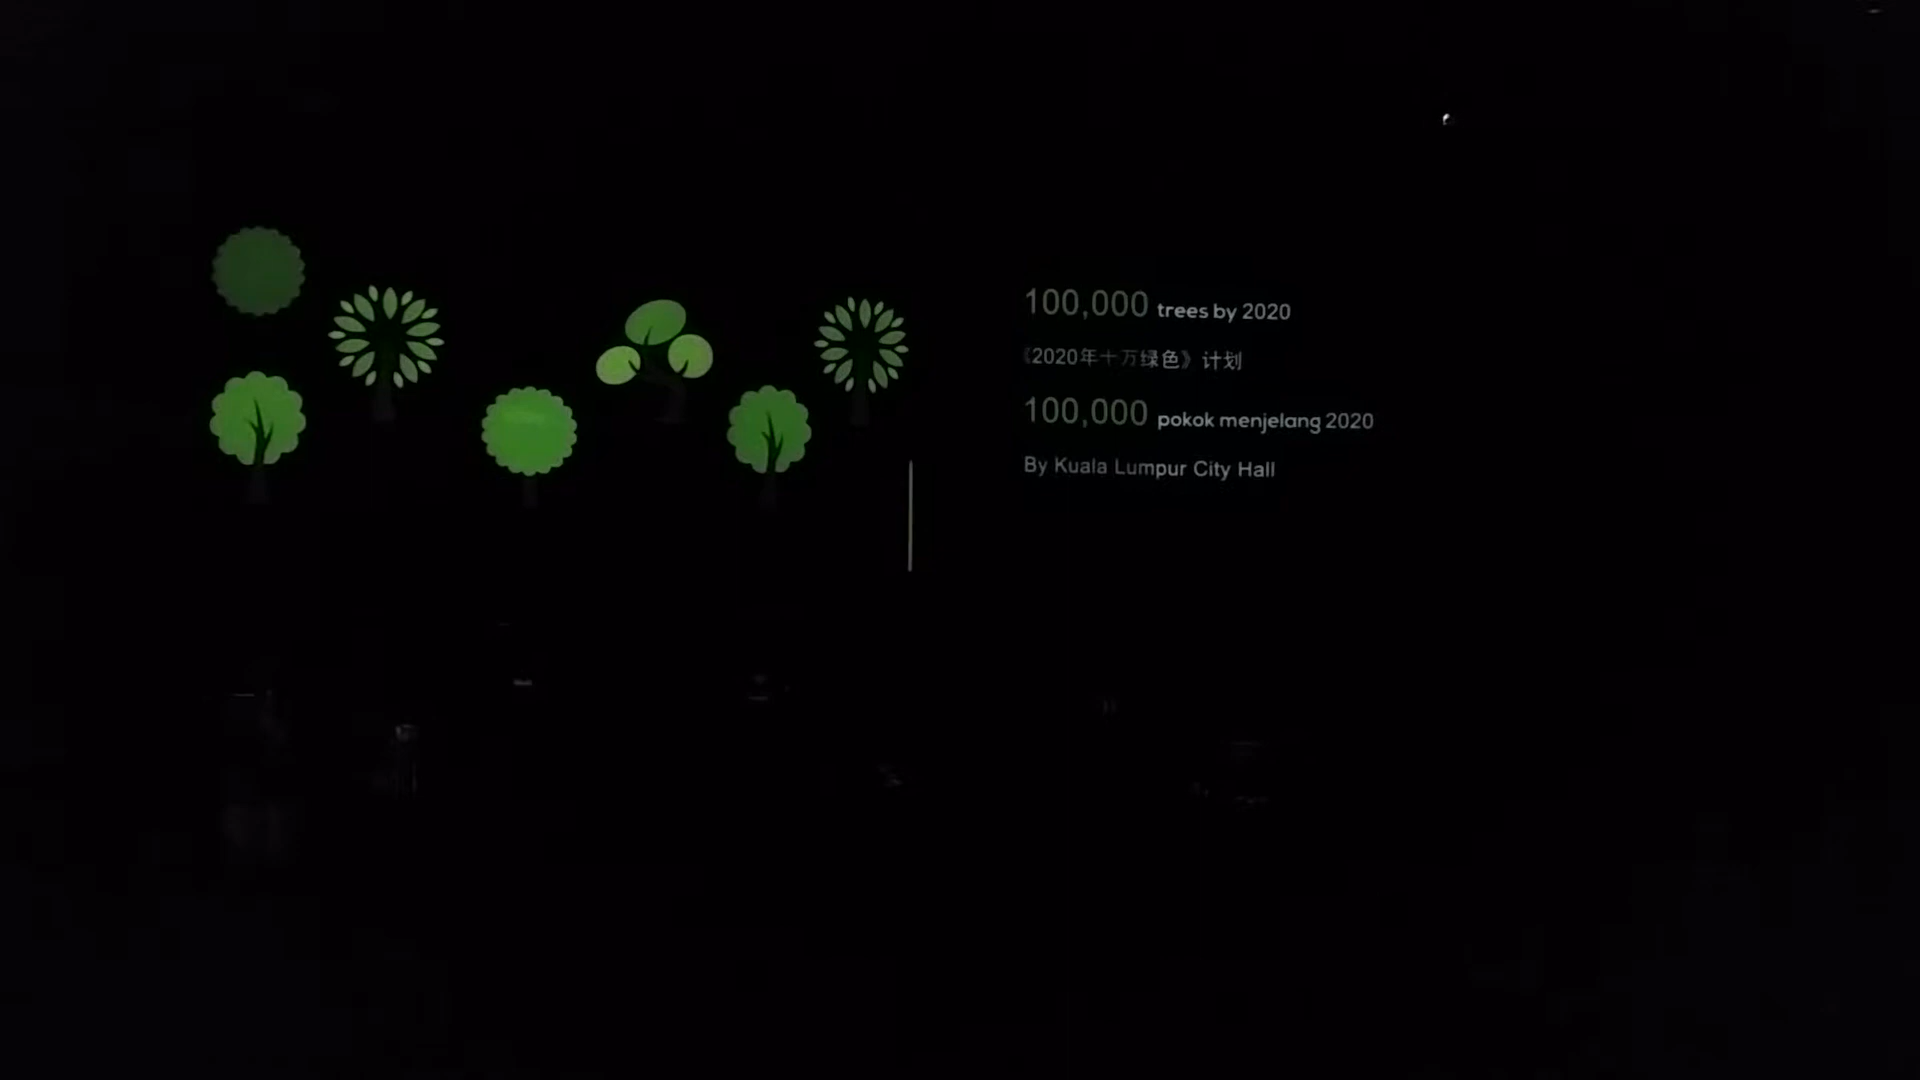 100,000 trees by 2020
《2020年十万绿色》计划
100,000 pokok menjelang 2020
By Kuala Lumpur City Hall